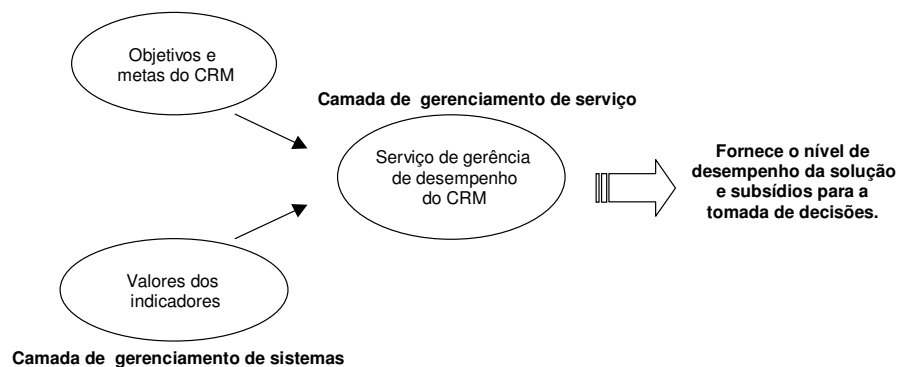 Objetivos e
metas do CRM
Camada de gerenciamento de serviço
Serviço de gerência
de desempenho
do CRM
Fornece o nível de
desempenho da solução
e subsídios para a
tomada de decisões.
Valores dos
indicadores
Camada de gerenciamento de sistemas